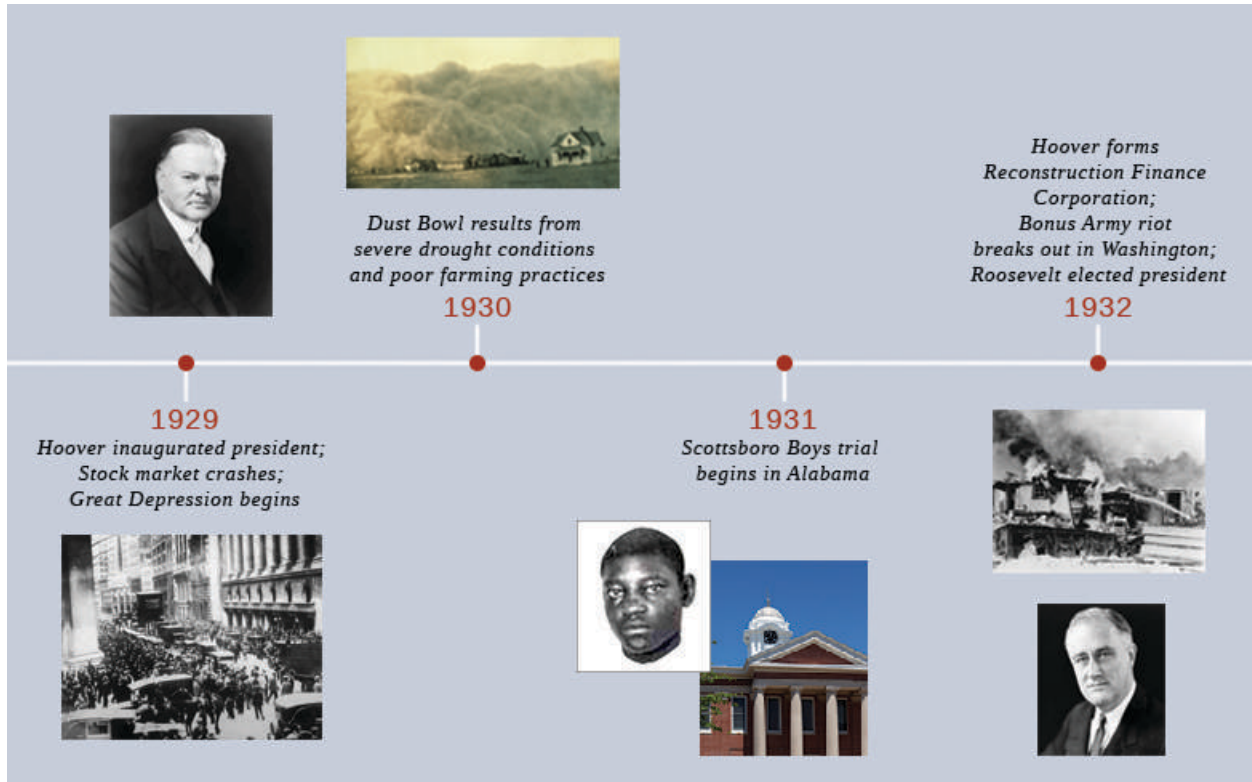 1929
Hoover inaugurated president;
Stock market crashes;
Great Depression begins
Dust Bowl results from
severe drought conditions
and poor farming practices
1930
1931
Scottsboro Boys trial
begins in Alabama
Hoover forms
Reconstruction Finance
Corporation;
Bonus Army riot
breaks out in Washington;
Roosevelt elected president
1932